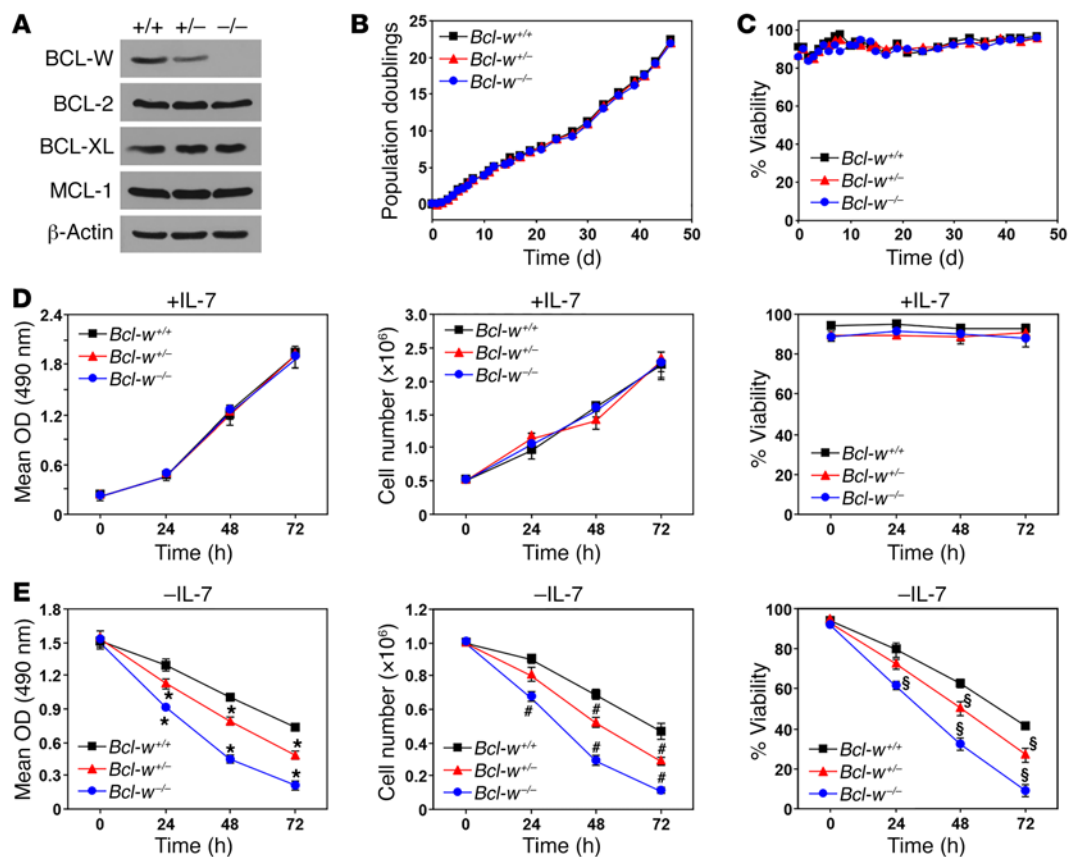 A
+/+ +/– –/–
BCL-W
BCL-2
BCL-XL
MCL-1
β-Actin
B
Population doublings
25
20
15
10
5
0
Bcl-w+/+
Bcl-w+/–
Bcl-w–/–
0 10 20 30 40 50
Time (d)
C
% Viability
100
80
60
40
20
0
Bcl-w+/+
Bcl-w+/–
Bcl-w–/–
0 10 20 30 40 50
Time (d)
D
+IL-7
Mean OD (490 nm)
2.4
1.8
1.2
0.6
0
Bcl-w+/+
Bcl-w+/–
Bcl-w–/–
0 24 48 72
Time (h)
+IL-7
Cell number (×10⁶)
3.0
2.5
2.0
1.5
1.0
0.5
0
Bcl-w+/+
Bcl-w+/–
Bcl-w–/–
0 24 48 72
Time (h)
+IL-7
% Viability
100
80
60
40
20
0
Bcl-w+/+
Bcl-w+/–
Bcl-w–/–
0 24 48 72
Time (h)
E
–IL-7
Mean OD (490 nm)
1.8
1.5
1.2
0.9
0.6
0.3
0
* * *
* * *
Bcl-w+/+
Bcl-w+/–
Bcl-w–/–
0 24 48 72
Time (h)
–IL-7
Cell number (×10⁶)
1.2
1.0
0.8
0.6
0.4
0.2
0
# #
# # #
Bcl-w+/+
Bcl-w+/–
Bcl-w–/–
0 24 48 72
Time (h)
–IL-7
% Viability
100
80
60
40
20
0
§ §
§ § §
Bcl-w+/+
Bcl-w+/–
Bcl-w–/–
0 24 48 72
Time (h)